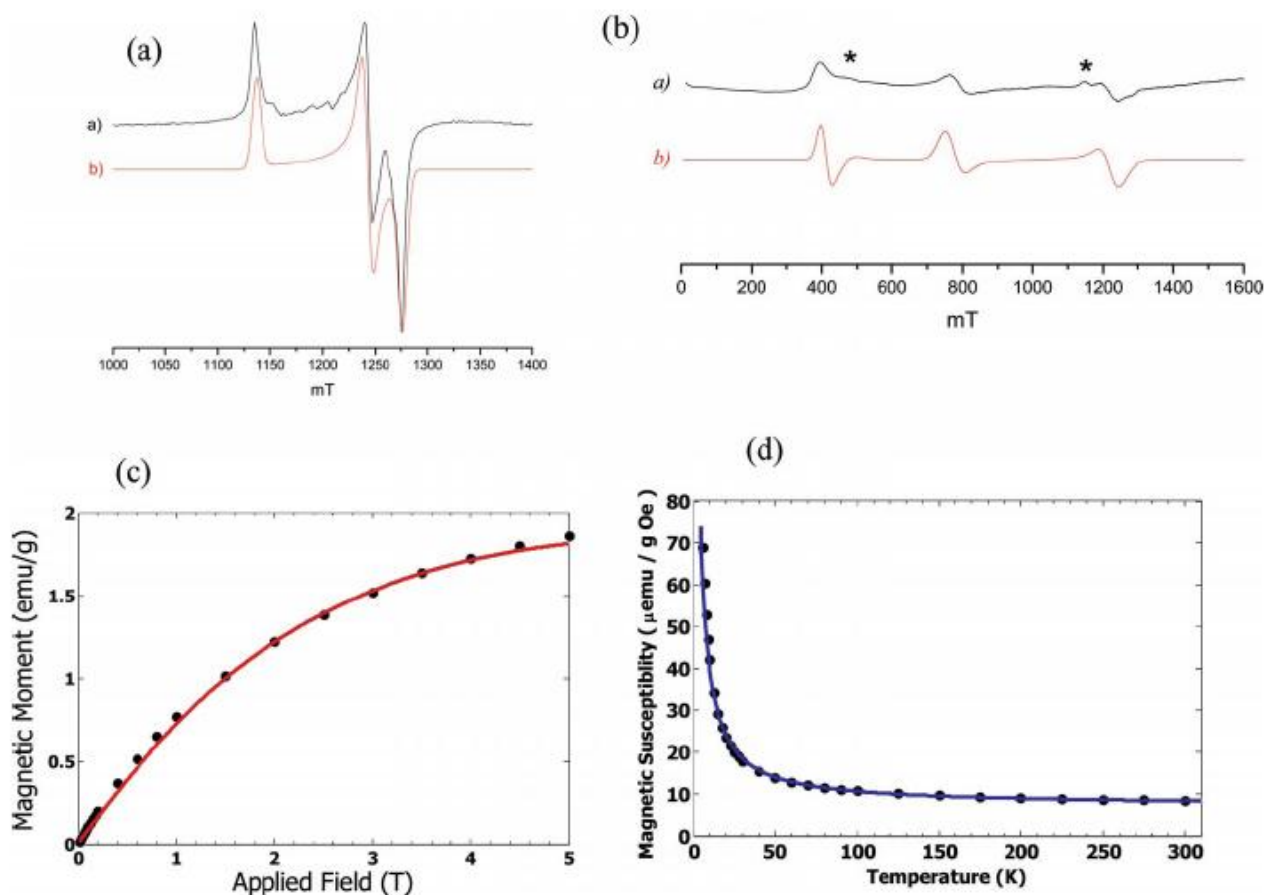 (a)
a)
b)
1000 1050 1100 1150 1200 1250 1300 1350 1400
mT
(b)
*
*
a)
b)
0 200 400 600 800 1000 1200 1400 1600
mT
(c)
Magnetic Moment (emu/g)
2
1.5
1
0.5
0
0 1 2 3 4 5
Applied Field (T)
(d)
Magnetic Susceptiblity ( μemu / g Oe )
80
70
60
50
40
30
20
10
0
0 50 100 150 200 250 300
Temperature (K)